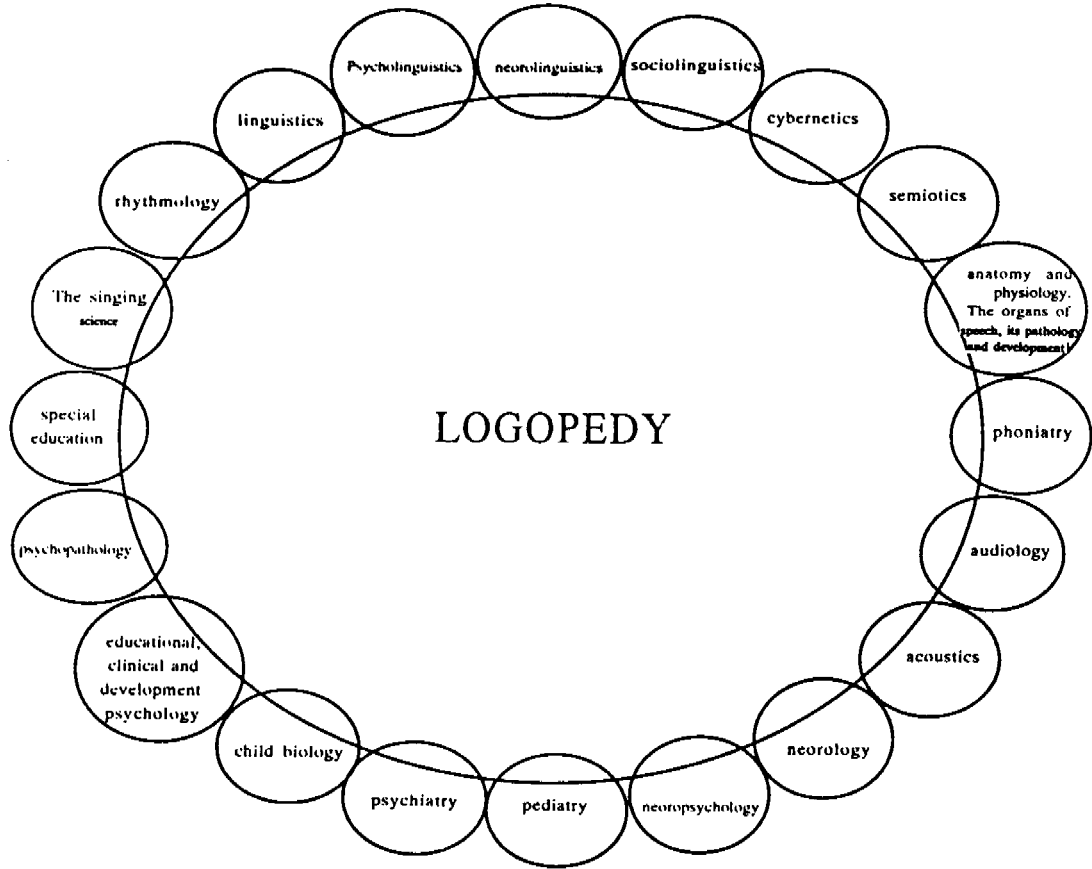 Psycholinguistics
neorolinguistics
sociolinguistics
cybernetics
semiotics
anatomy and
physiology.
The organs of
speech, its pathology
and development
phoniatry
audiology
acoustics
neorology
neoropsychology
pediatry
psychiatry
child biology
educational,
clinical and
development
psychology
psychopathology
special
education
The singing
science
rhythmology
linguistics
LOGOPEDY